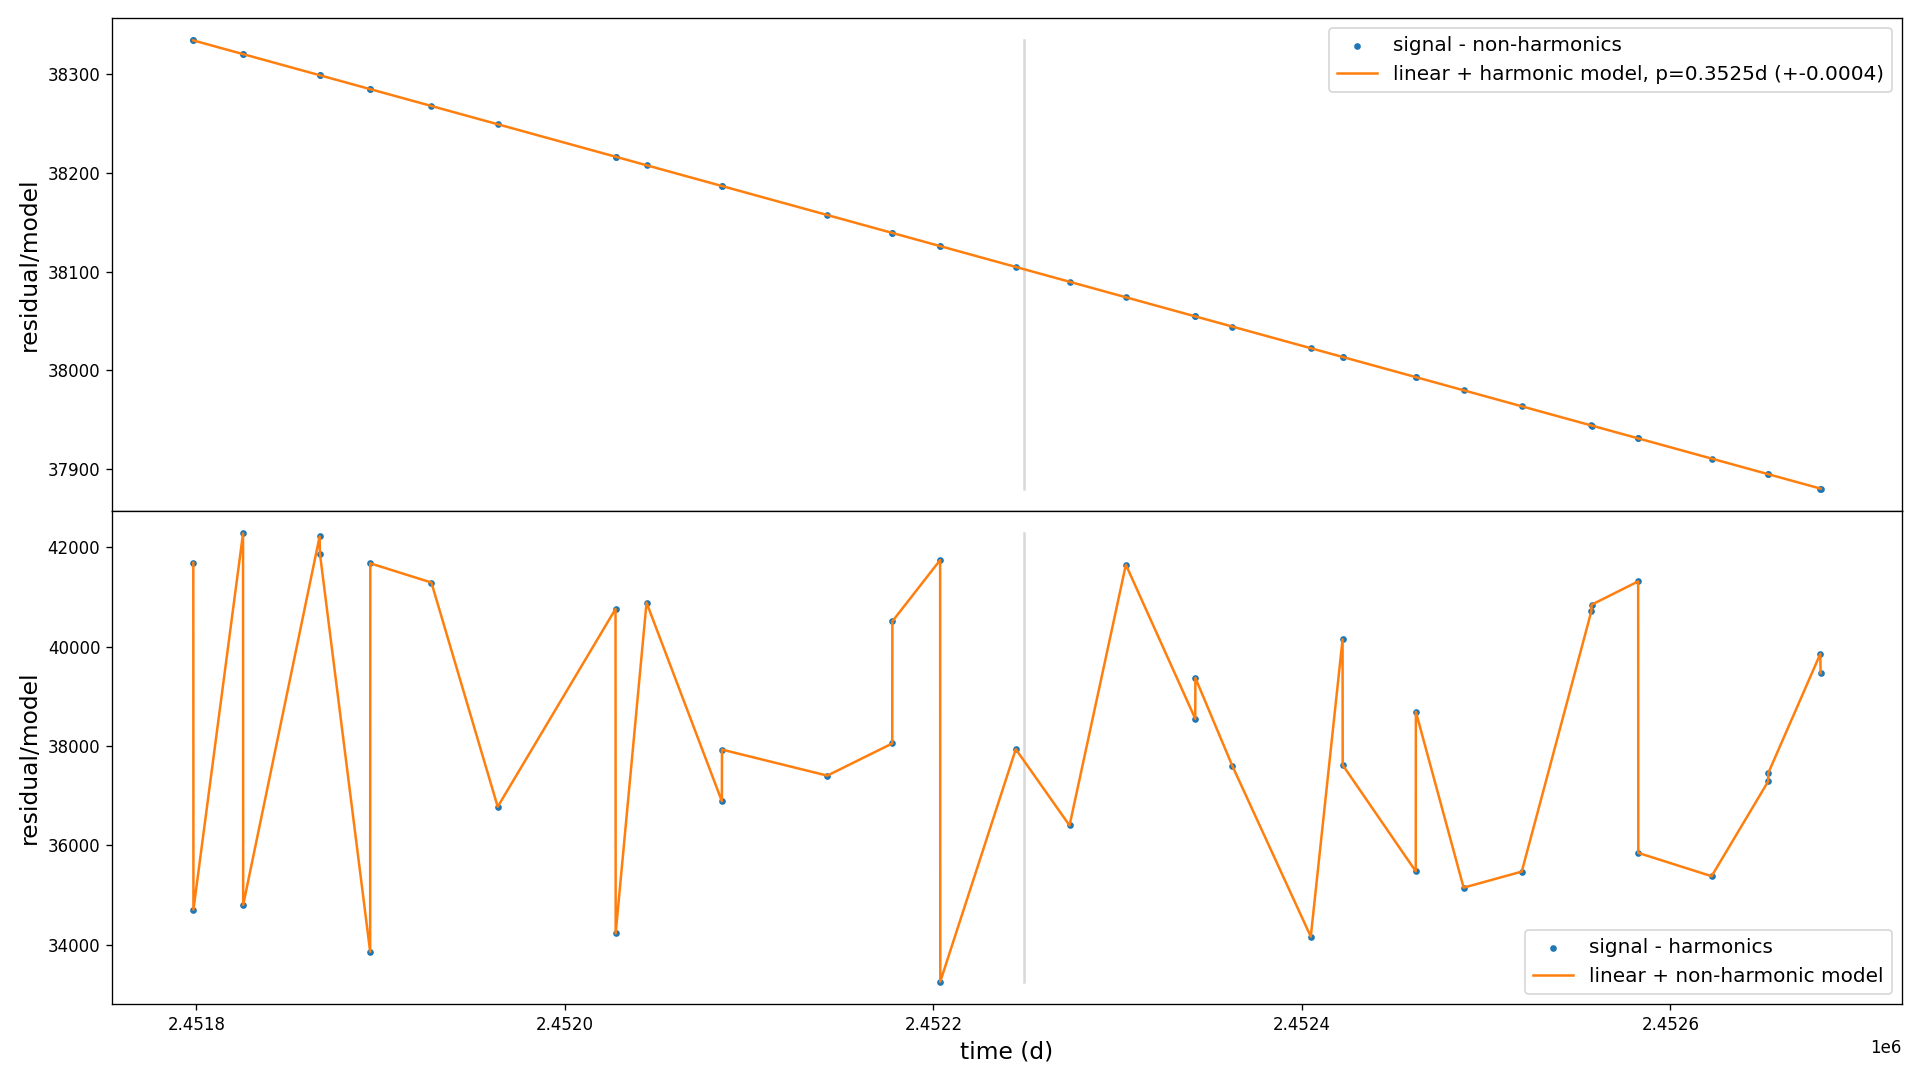 signal - non-harmonics
linear + harmonic model, p=0.3525d (+-0.0004)
38300
38200
38100
38000
37900
residual/model
signal - harmonics
linear + non-harmonic model
42000
40000
38000
36000
34000
residual/model
2.4518 2.4520 2.4522 2.4524 2.4526
1e6
time (d)